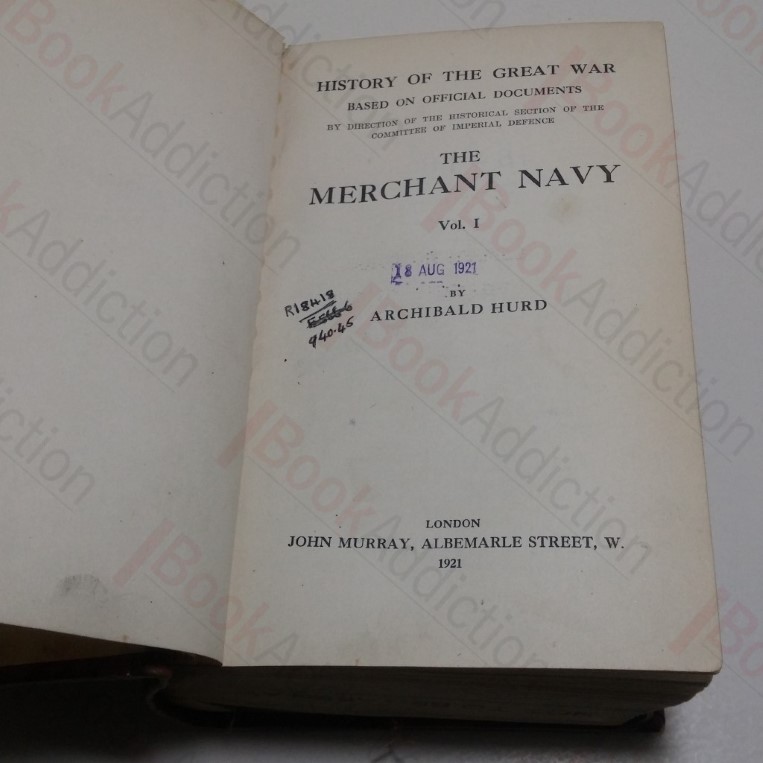 HISTORY OF THE GREAT WAR
BASED ON OFFICIAL DOCUMENTS
BY DIRECTION OF THE HISTORICAL SECTION OF THE
COMMITTEE OF IMPERIAL DEFENCE
THE
MERCHANT NAVY
Vol. I
18 AUG 1921
BY
ARCHIBALD HURD
R18418
940.45
LONDON
JOHN MURRAY, ALBEMARLE STREET, W.
1921
iBookAddiction